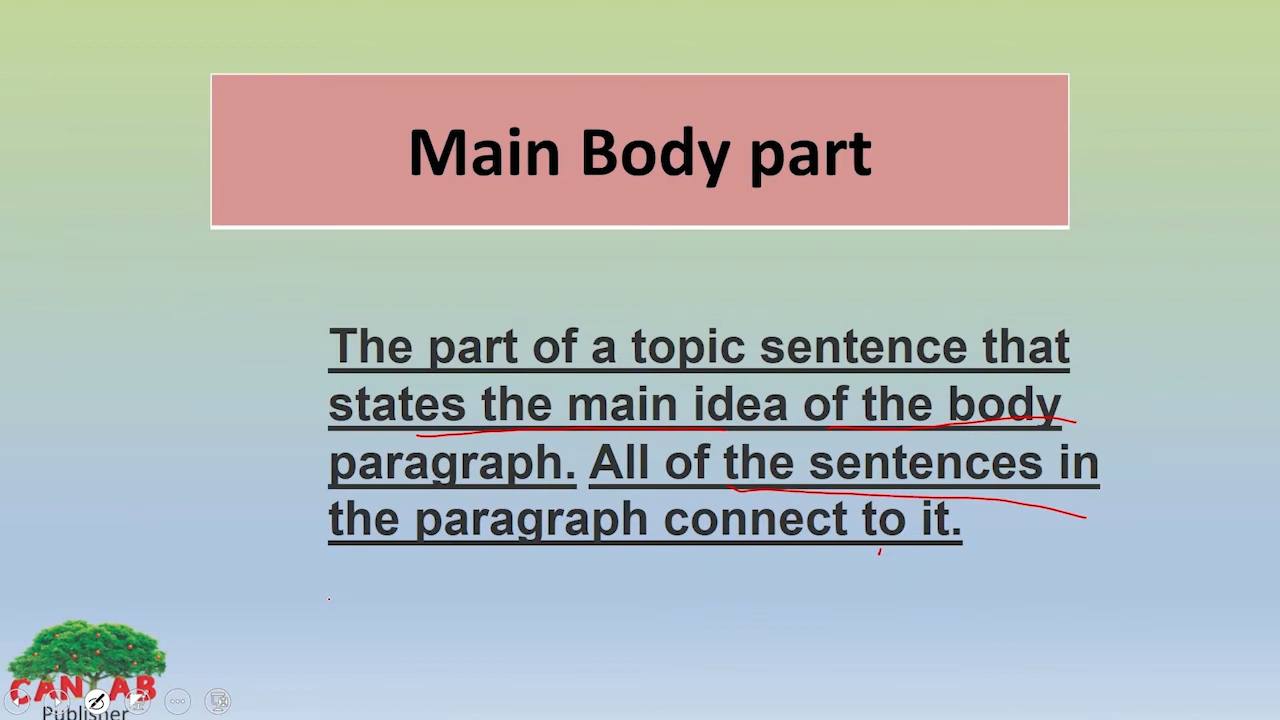 Main Body part
The part of a topic sentence that
states the main idea of the body
paragraph. All of the sentences in
the paragraph connect to it.
CANTAB
Publisher